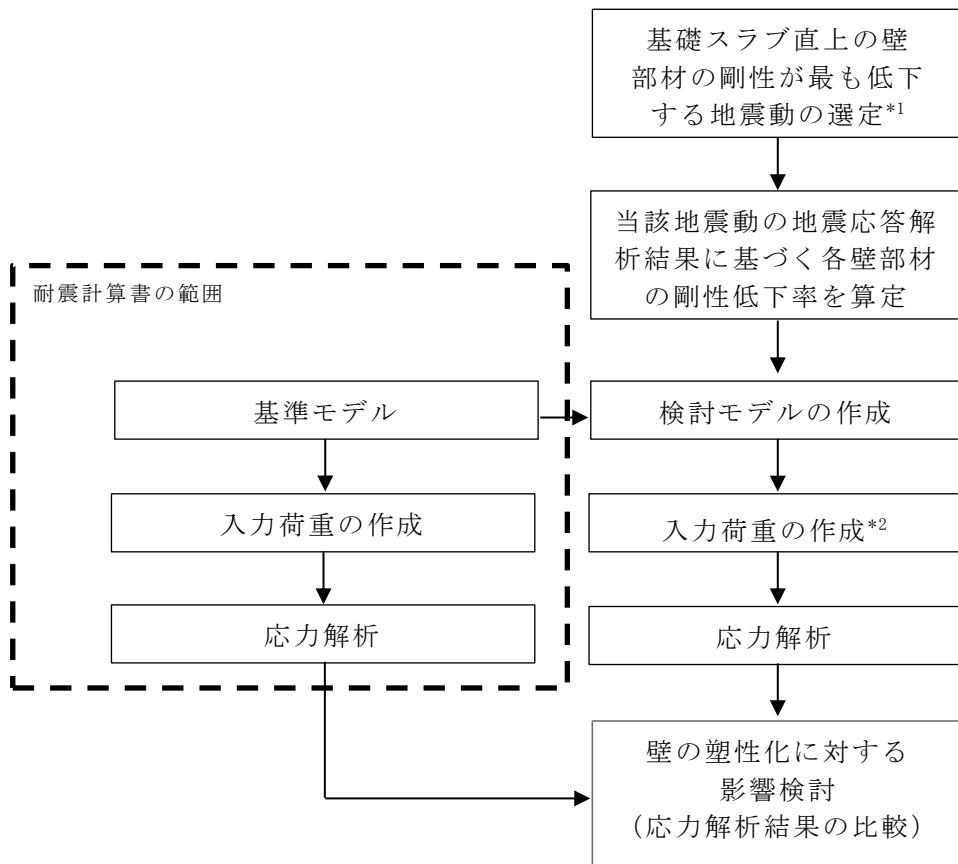 基礎スラブ直上の壁
部材の剛性が最も低下
する地震動の選定*1
当該地震動の地震応答解
析結果に基づく各壁部材
の剛性低下率を算定
耐震計算書の範囲
基準モデル
検討モデルの作成
入力荷重の作成
入力荷重の作成*2
応力解析
応力解析
壁の塑性化に対する
影響検討
(応力解析結果の比較)